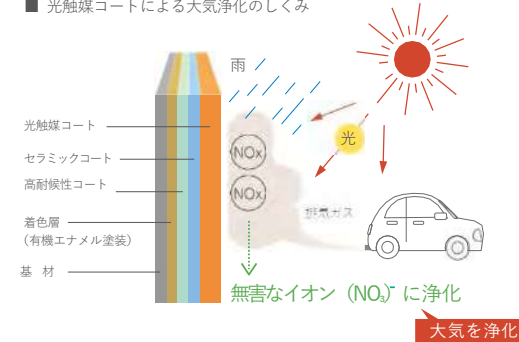 ■ 光触媒コートによる大気浄化のしくみ
雨
光触媒コート
セラミックコート
高耐候性コート
着色層
（有機エナメル塗装）
基 材
NOx
NOx
光
排気ガス
無害なイオン（NO₃）⁻に浄化
大気を浄化